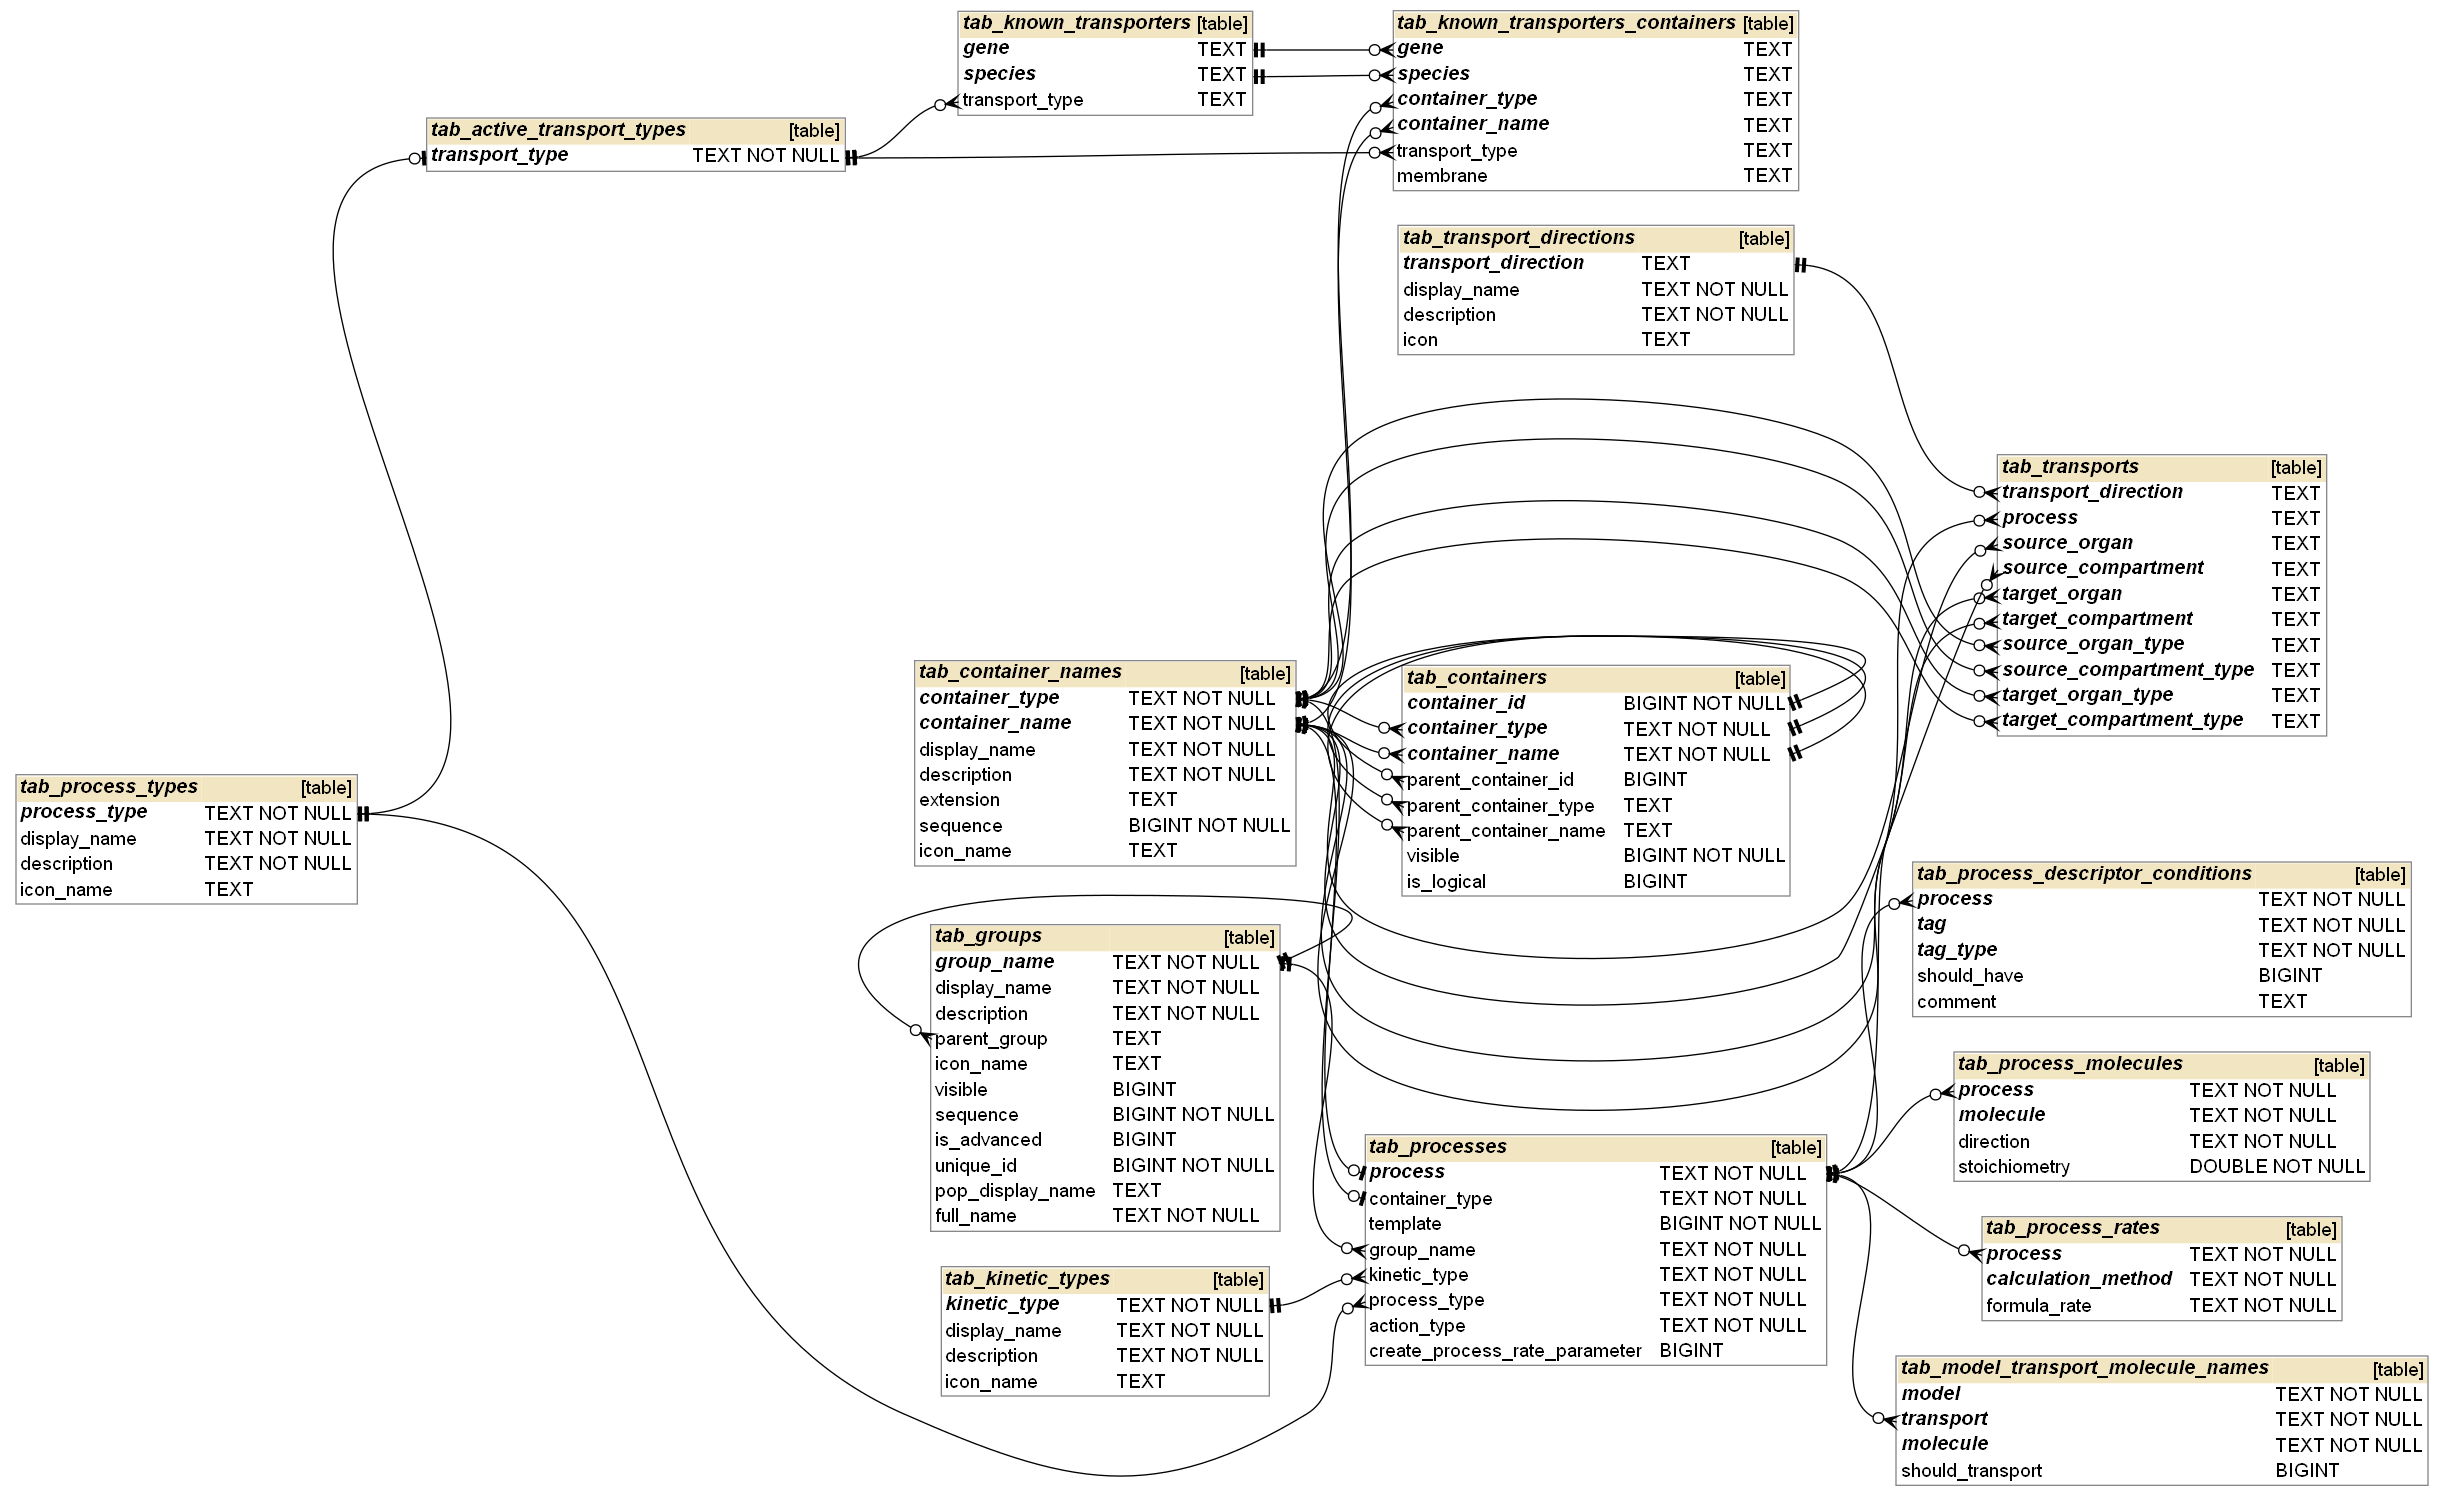 tab_known_transporters [table]
gene TEXT
species TEXT
transport_type TEXT
tab_known_transporters_containers [table]
gene TEXT
species TEXT
container_type TEXT
container_name TEXT
transport_type TEXT
membrane TEXT
tab_active_transport_types [table]
transport_type TEXT NOT NULL
tab_transport_directions [table]
transport_direction TEXT
display_name TEXT NOT NULL
description TEXT NOT NULL
icon TEXT
tab_transports [table]
transport_direction TEXT
process TEXT
source_organ TEXT
source_compartment TEXT
target_organ TEXT
target_compartment TEXT
source_organ_type TEXT
source_compartment_type TEXT
target_organ_type TEXT
target_compartment_type TEXT
tab_container_names [table]
container_type TEXT NOT NULL
container_name TEXT NOT NULL
display_name TEXT NOT NULL
description TEXT NOT NULL
extension TEXT
sequence BIGINT NOT NULL
icon_name TEXT
tab_containers [table]
container_id BIGINT NOT NULL
container_type TEXT NOT NULL
container_name TEXT NOT NULL
parent_container_id BIGINT
parent_container_type TEXT
parent_container_name TEXT
visible BIGINT NOT NULL
is_logical BIGINT
tab_process_types [table]
process_type TEXT NOT NULL
display_name TEXT NOT NULL
description TEXT NOT NULL
icon_name TEXT
tab_process_descriptor_conditions [table]
process TEXT NOT NULL
tag TEXT NOT NULL
tag_type TEXT NOT NULL
should_have BIGINT
comment TEXT
tab_groups [table]
group_name TEXT NOT NULL
display_name TEXT NOT NULL
description TEXT NOT NULL
parent_group TEXT
icon_name TEXT
visible BIGINT
sequence BIGINT NOT NULL
is_advanced BIGINT
unique_id BIGINT NOT NULL
pop_display_name TEXT
full_name TEXT NOT NULL
tab_process_molecules [table]
process TEXT NOT NULL
molecule TEXT NOT NULL
direction TEXT NOT NULL
stoichiometry DOUBLE NOT NULL
tab_processes [table]
process TEXT NOT NULL
container_type TEXT NOT NULL
template BIGINT NOT NULL
group_name TEXT NOT NULL
kinetic_type TEXT NOT NULL
process_type TEXT NOT NULL
action_type TEXT NOT NULL
create_process_rate_parameter BIGINT
tab_process_rates [table]
process TEXT NOT NULL
calculation_method TEXT NOT NULL
formula_rate TEXT NOT NULL
tab_kinetic_types [table]
kinetic_type TEXT NOT NULL
display_name TEXT NOT NULL
description TEXT NOT NULL
icon_name TEXT
tab_model_transport_molecule_names [table]
model TEXT NOT NULL
transport TEXT NOT NULL
molecule TEXT NOT NULL
should_transport BIGINT